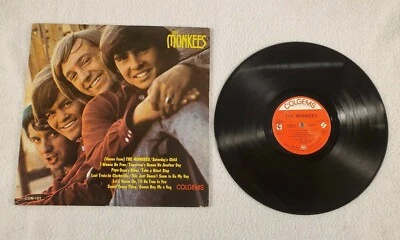 MONKEES
(Theme From) THE MONKEES / Saturday's Child
I Wanna Be Free / Tomorrow's Gonna Be Another Day
Papa Gene's Blues / Take a Giant Step
Last Train to Clarksville / This Just Doesn't Seem to Be My Day
Let's Dance On / I'll Be True to You
Sweet Young Thing / Gonna Buy Me a Dog
COM-101
COLGEMS
COLGEMS
THE MONKEES